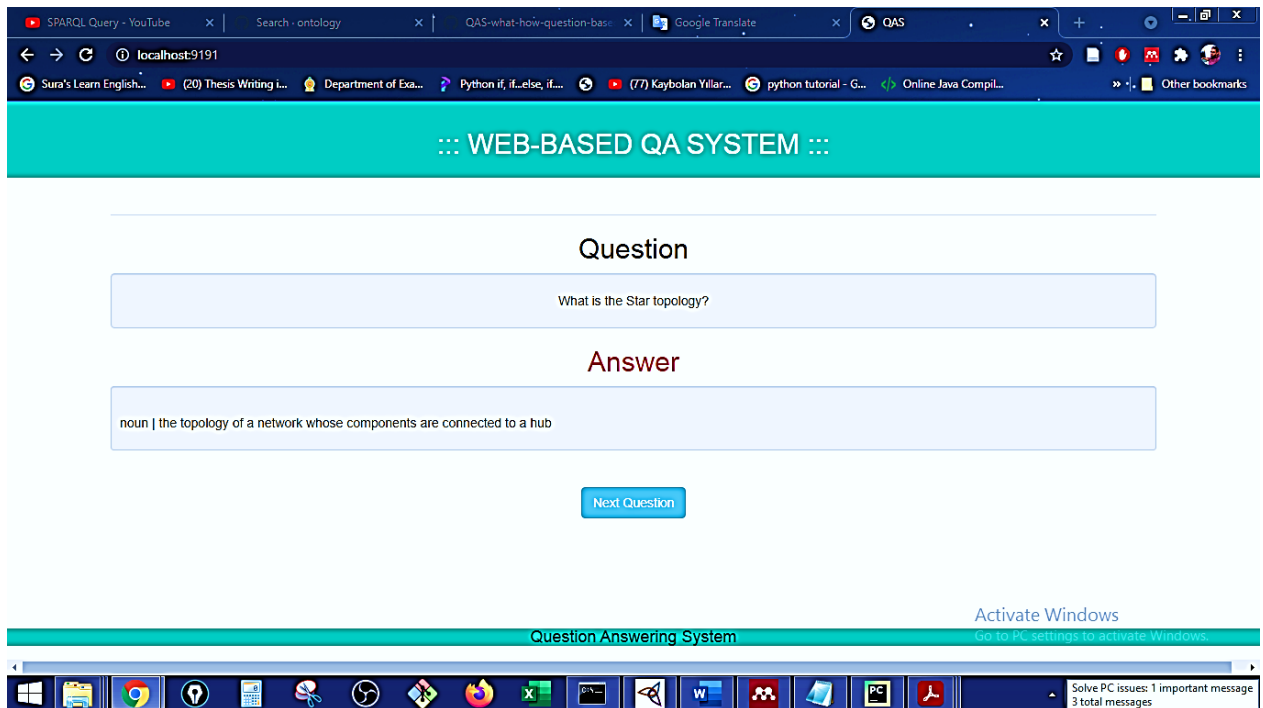 SPARQL Query - YouTube
Search - ontology
QAS-what-how-question-base
Google Translate
QAS
localhost:9191
Sura's Learn English...
(20) Thesis Writing i...
Department of Exa...
Python if, if...else, if....
(77) Kaybolan Yıllar...
python tutorial - G...
Online Java Compil...
Other bookmarks
::: WEB-BASED QA SYSTEM :::
Question
What is the Star topology?
Answer
noun | the topology of a network whose components are connected to a hub
Next Question
Activate Windows
Go to PC settings to activate Windows.
Question Answering System
Solve PC issues: 1 important message
3 total messages